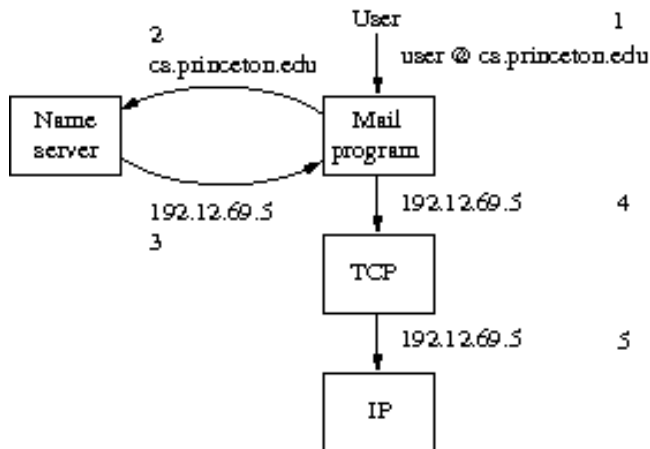 User
1
user @ cs.princeton.edu
2
cs.princeton.edu
Name
server
Mail
program
192.12.69.5
3
192.12.69.5
4
TCP
192.12.69.5
5
IP